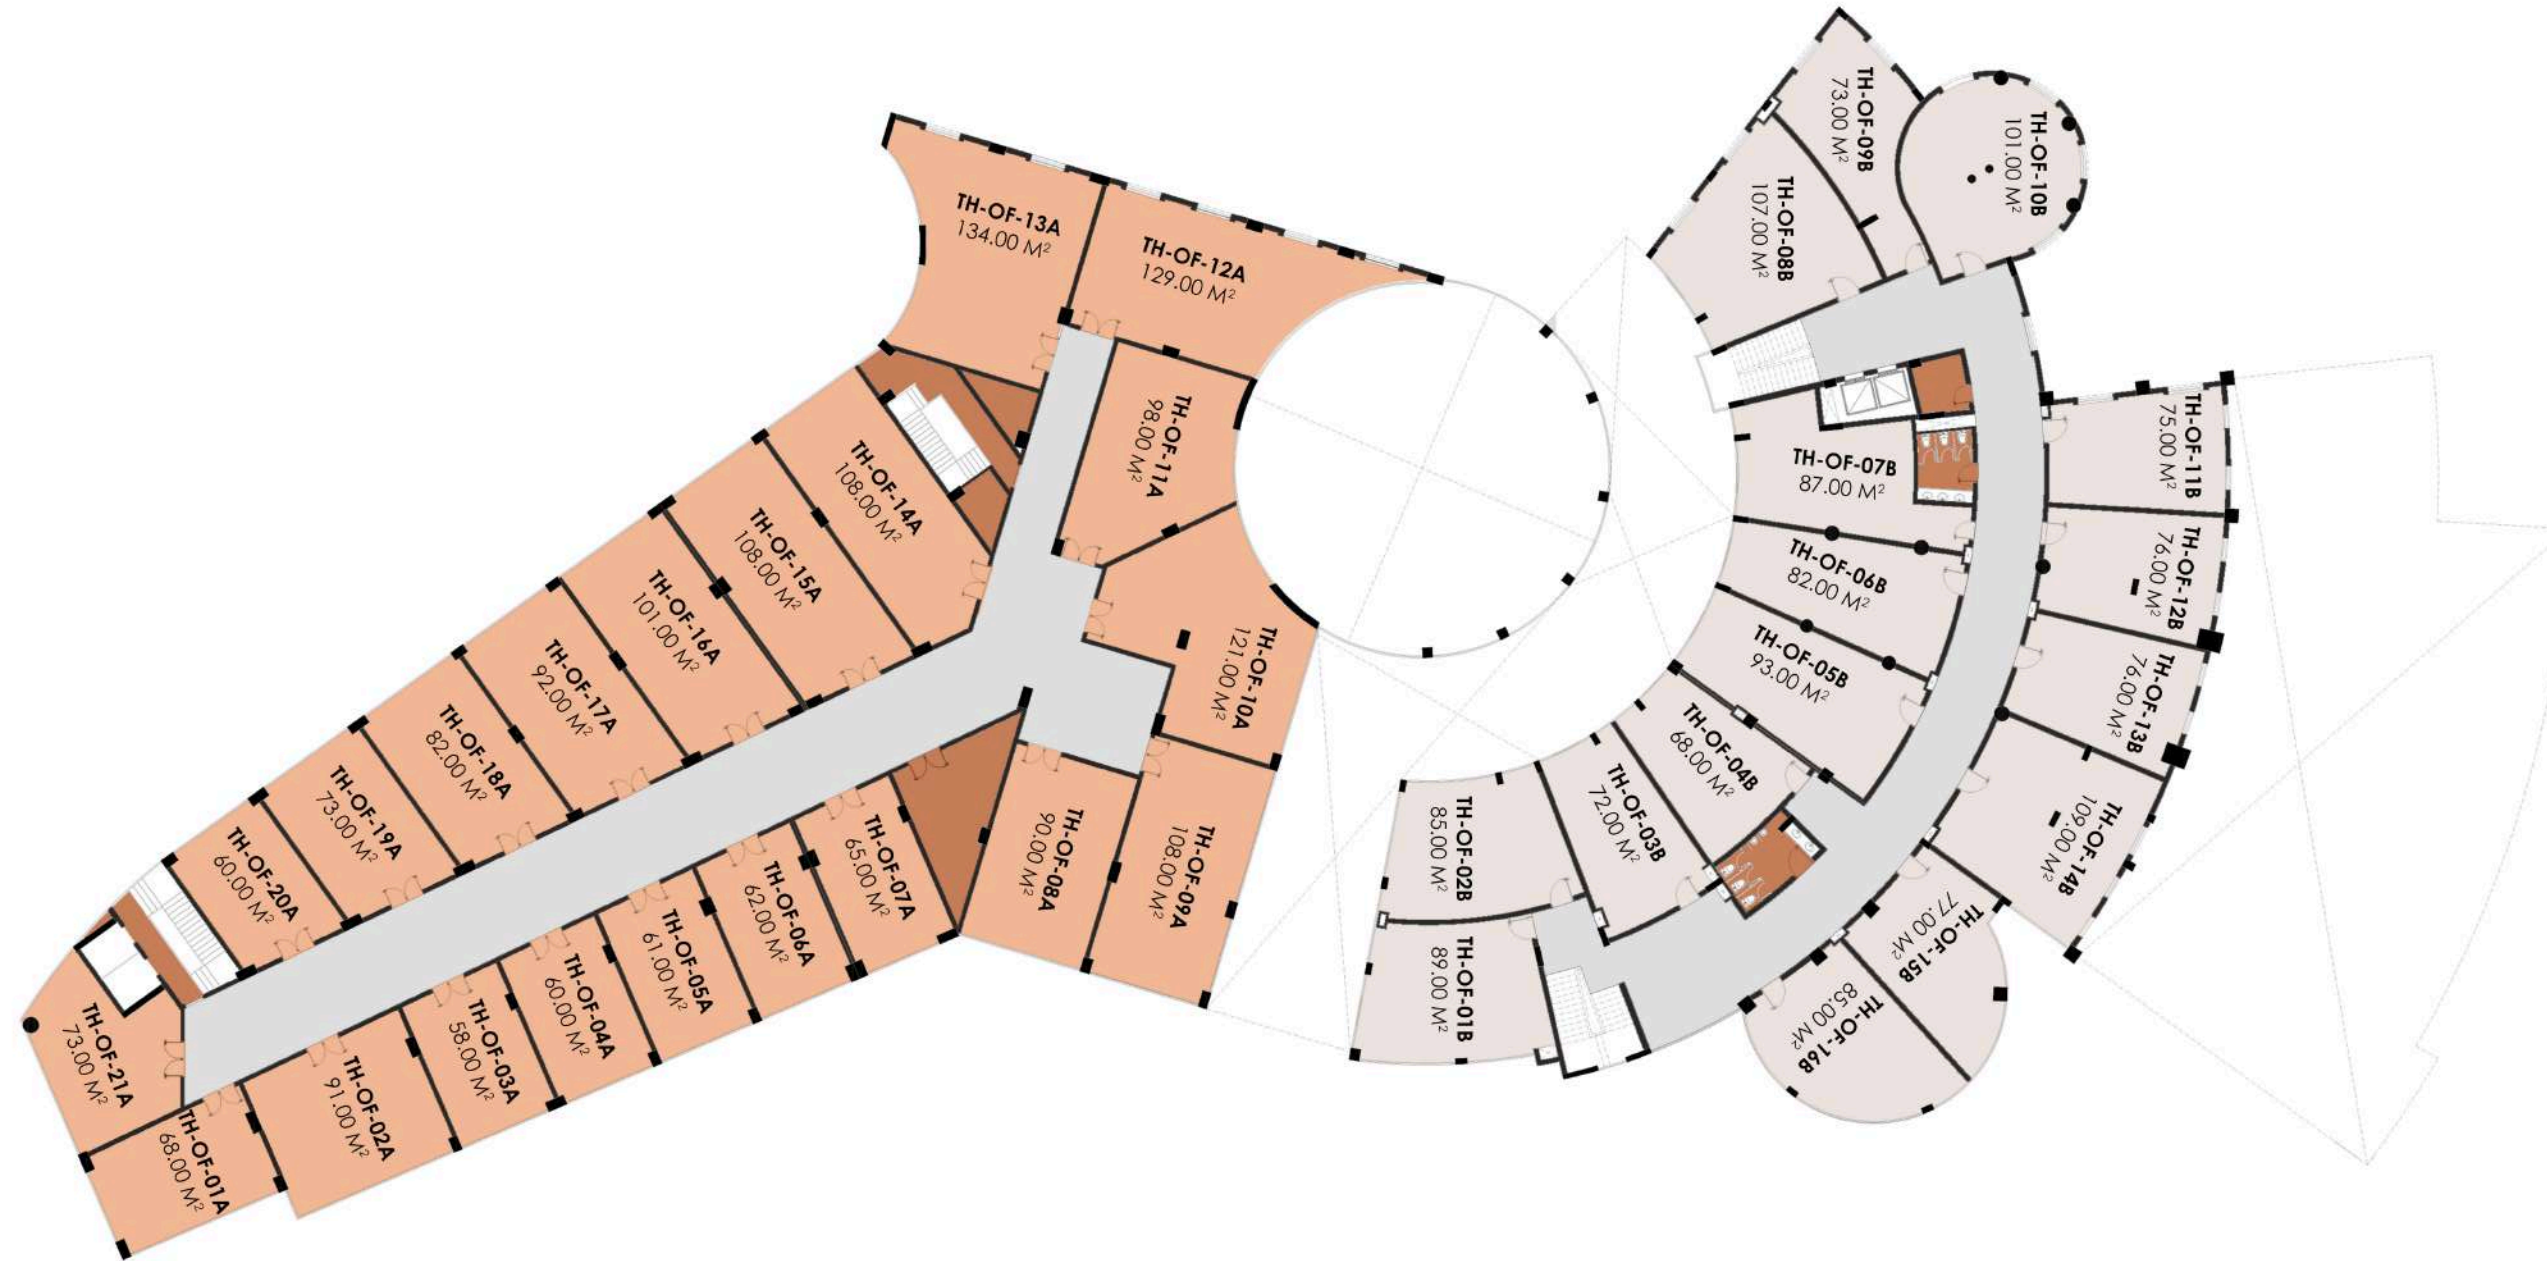 TH-OF-01A
68.00 M²
TH-OF-02A
91.00 M²
TH-OF-03A
58.00 M²
TH-OF-04A
60.00 M²
TH-OF-05A
61.00 M²
TH-OF-06A
62.00 M²
TH-OF-07A
65.00 M²
TH-OF-08A
90.00 M²
TH-OF-09A
108.00 M²
TH-OF-10A
121.00 M²
TH-OF-11A
98.00 M²
TH-OF-12A
129.00 M²
TH-OF-13A
134.00 M²
TH-OF-14A
108.00 M²
TH-OF-15A
108.00 M²
TH-OF-16A
101.00 M²
TH-OF-17A
92.00 M²
TH-OF-18A
82.00 M²
TH-OF-19A
73.00 M²
TH-OF-20A
60.00 M²
TH-OF-21A
73.00 M²
TH-OF-01B
89.00 M²
TH-OF-02B
85.00 M²
TH-OF-03B
72.00 M²
TH-OF-04B
68.00 M²
TH-OF-05B
93.00 M²
TH-OF-06B
82.00 M²
TH-OF-07B
87.00 M²
TH-OF-08B
107.00 M²
TH-OF-09B
73.00 M²
TH-OF-10B
101.00 M²
TH-OF-11B
75.00 M²
TH-OF-12B
76.00 M²
TH-OF-13B
76.00 M²
TH-OF-14B
109.00 M²
TH-OF-15B
77.00 M²
TH-OF-16B
85.00 M²